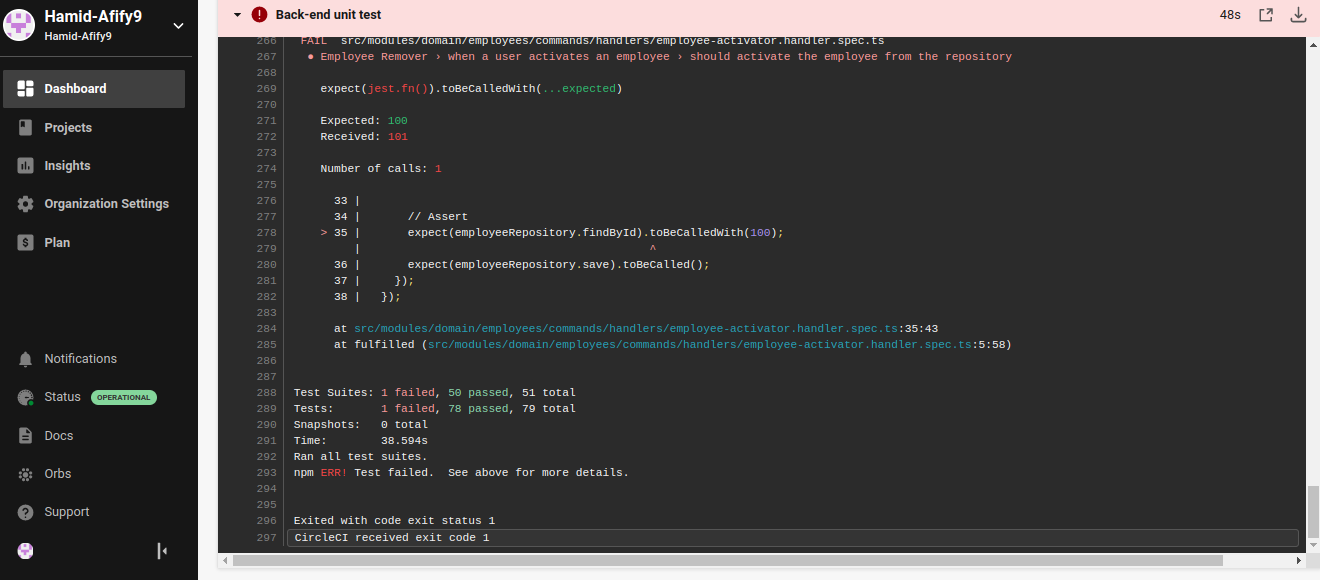 Hamid-Afify9
Hamid-Afify9
Dashboard
Projects
Insights
Organization Settings
Plan
Notifications
Status OPERATIONAL
Docs
Orbs
Support
Back-end unit test 48s
266 FAIL src/modules/domain/employees/commands/handlers/employee-activator.handler.spec.ts
267 ● Employee Remover › when a user activates an employee › should activate the employee from the repository
268
269 expect(jest.fn()).toBeCalledWith(...expected)
270
271 Expected: 100
272 Received: 101
273
274 Number of calls: 1
275
276 33 |
277 34 | // Assert
278 > 35 | expect(employeeRepository.findById).toBeCalledWith(100);
279 | ^
280 36 | expect(employeeRepository.save).toBeCalled();
281 37 | });
282 38 | });
283
284 at src/modules/domain/employees/commands/handlers/employee-activator.handler.spec.ts:35:43
285 at fulfilled (src/modules/domain/employees/commands/handlers/employee-activator.handler.spec.ts:5:58)
286
287
288 Test Suites: 1 failed, 50 passed, 51 total
289 Tests: 1 failed, 78 passed, 79 total
290 Snapshots: 0 total
291 Time: 38.594s
292 Ran all test suites.
293 npm ERR! Test failed. See above for more details.
294
295
296 Exited with code exit status 1
297 CircleCI received exit code 1